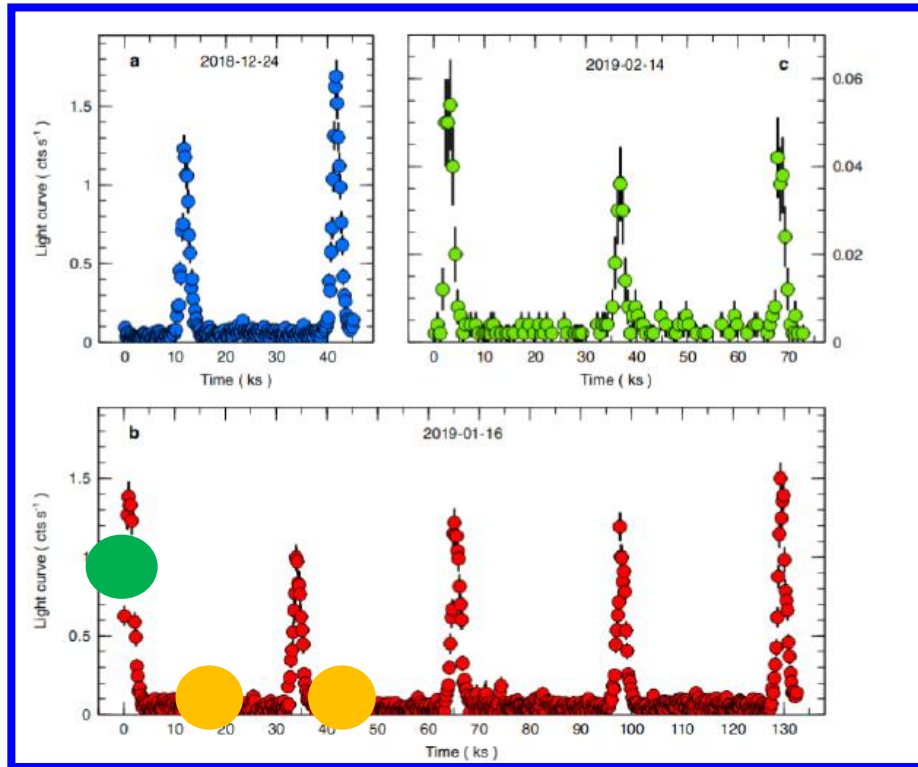 a 2018-12-24
Light curve ( cts s⁻¹ )
1.5
1
0.5
0
0 10 20 30 40
Time ( ks )
2019-02-14 c
0.06
0.04
0.02
0
0 10 20 30 40 50 60 70
Time ( ks )
b 2019-01-16
Light curve ( cts s⁻¹ )
1.5
0.5
0
0 10 20 30 40 50 60 70 80 90 100 110 120 130
Time ( ks )